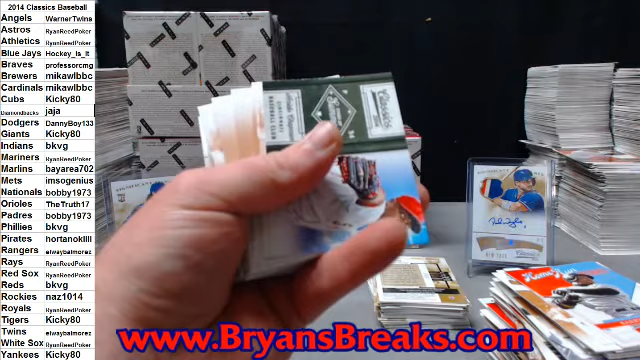 2014 Classics Baseball
Angels WarnerTwins
Astros RyanReedPoker
Athletics RyanReedPoker
Blue Jays Hockey_Is_It
Braves professorcmg
Brewers mikawlbbc
Cardinals mikawlbbc
Cubs Kicky80
Diamondbacks jaja
Dodgers DannyBoy133
Giants Kicky80
Indians bkvg
Mariners RyanReedPoker
Marlins bayarea702
Mets imsogenius
Nationals bobby1973
Orioles TheTruth17
Padres bobby1973
Phillies bkvg
Pirates hortanokilll
Rangers elwaybalmorez
Rays RyanReedPoker
Red Sox RyanReedPoker
Reds bkvg
Rockies naz1014
Royals RyanReedPoker
Tigers Kicky80
Twins elwaybalmorez
White Sox RyanReedPoker
Yankees Kicky80
Classics
www.BryansBreaks.com